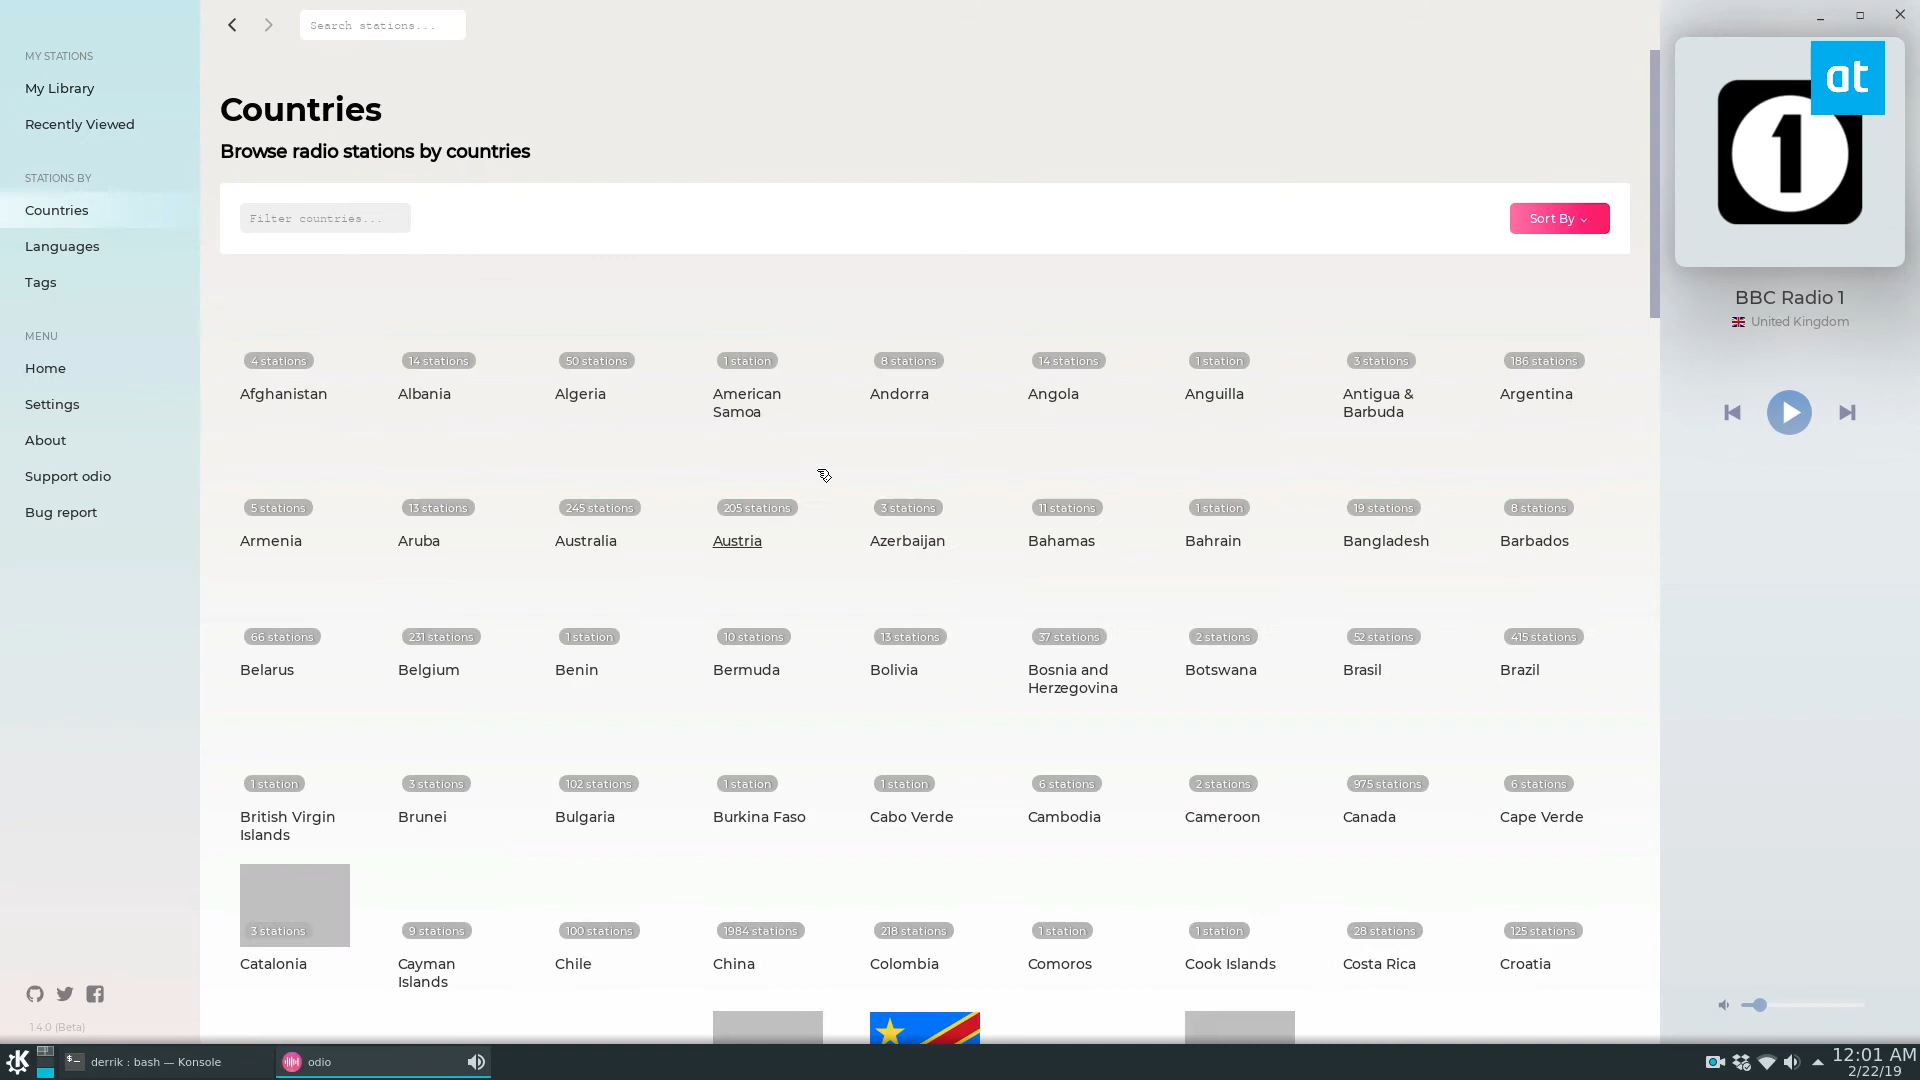 Search stations...
MY STATIONS
My Library
Recently Viewed
STATIONS BY
Countries
Languages
Tags
MENU
Home
Settings
About
Support odio
Bug report
1.4.0 (Beta)
Countries
Browse radio stations by countries
Filter countries...
Sort By
4 stations
Afghanistan
14 stations
Albania
50 stations
Algeria
1 station
American
Samoa
8 stations
Andorra
14 stations
Angola
1 station
Anguilla
3 stations
Antigua &
Barbuda
186 stations
Argentina
5 stations
Armenia
13 stations
Aruba
245 stations
Australia
205 stations
Austria
3 stations
Azerbaijan
11 stations
Bahamas
1 station
Bahrain
19 stations
Bangladesh
8 stations
Barbados
66 stations
Belarus
231 stations
Belgium
1 station
Benin
10 stations
Bermuda
13 stations
Bolivia
37 stations
Bosnia and
Herzegovina
2 stations
Botswana
52 stations
Brasil
415 stations
Brazil
1 station
British Virgin
Islands
3 stations
Brunei
102 stations
Bulgaria
1 station
Burkina Faso
1 station
Cabo Verde
6 stations
Cambodia
2 stations
Cameroon
975 stations
Canada
6 stations
Cape Verde
3 stations
Catalonia
9 stations
Cayman
Islands
100 stations
Chile
1984 stations
China
218 stations
Colombia
1 station
Comoros
1 station
Cook Islands
28 stations
Costa Rica
125 stations
Croatia
at
1
BBC Radio 1
United Kingdom
derrik : bash — Konsole
odio
12:01 AM
2/22/19